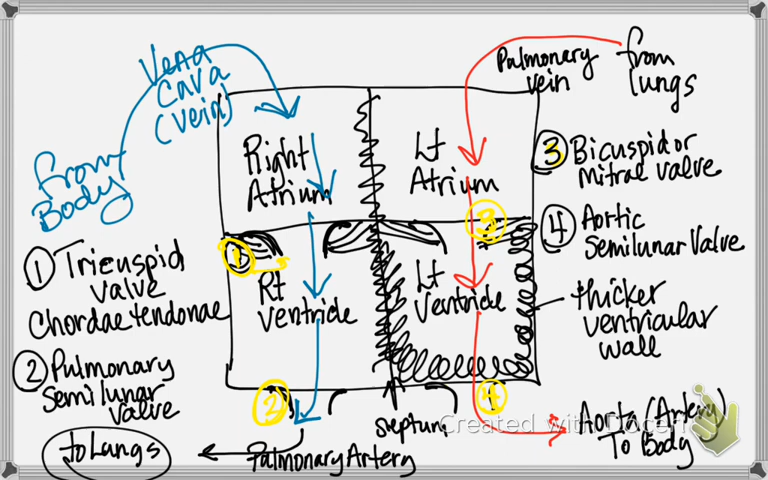 Vena
Cava
(vein)
from
Body
Pulmonary
vein
from
lungs
Right
Atrium
Lt
Atrium
3 Bicuspid or
mitral valve
4 Aortic
Semilunar Valve
thicker
ventricular
wall
1 Tricuspid
valve
Chordae tendonae
2 Pulmonary
Semilunar
valve
to Lungs
1
3
Rt
Ventricle
Lt
Ventricle
2
4
septum
Pulmonary Artery
Aorta (Artery)
To Body
Created with